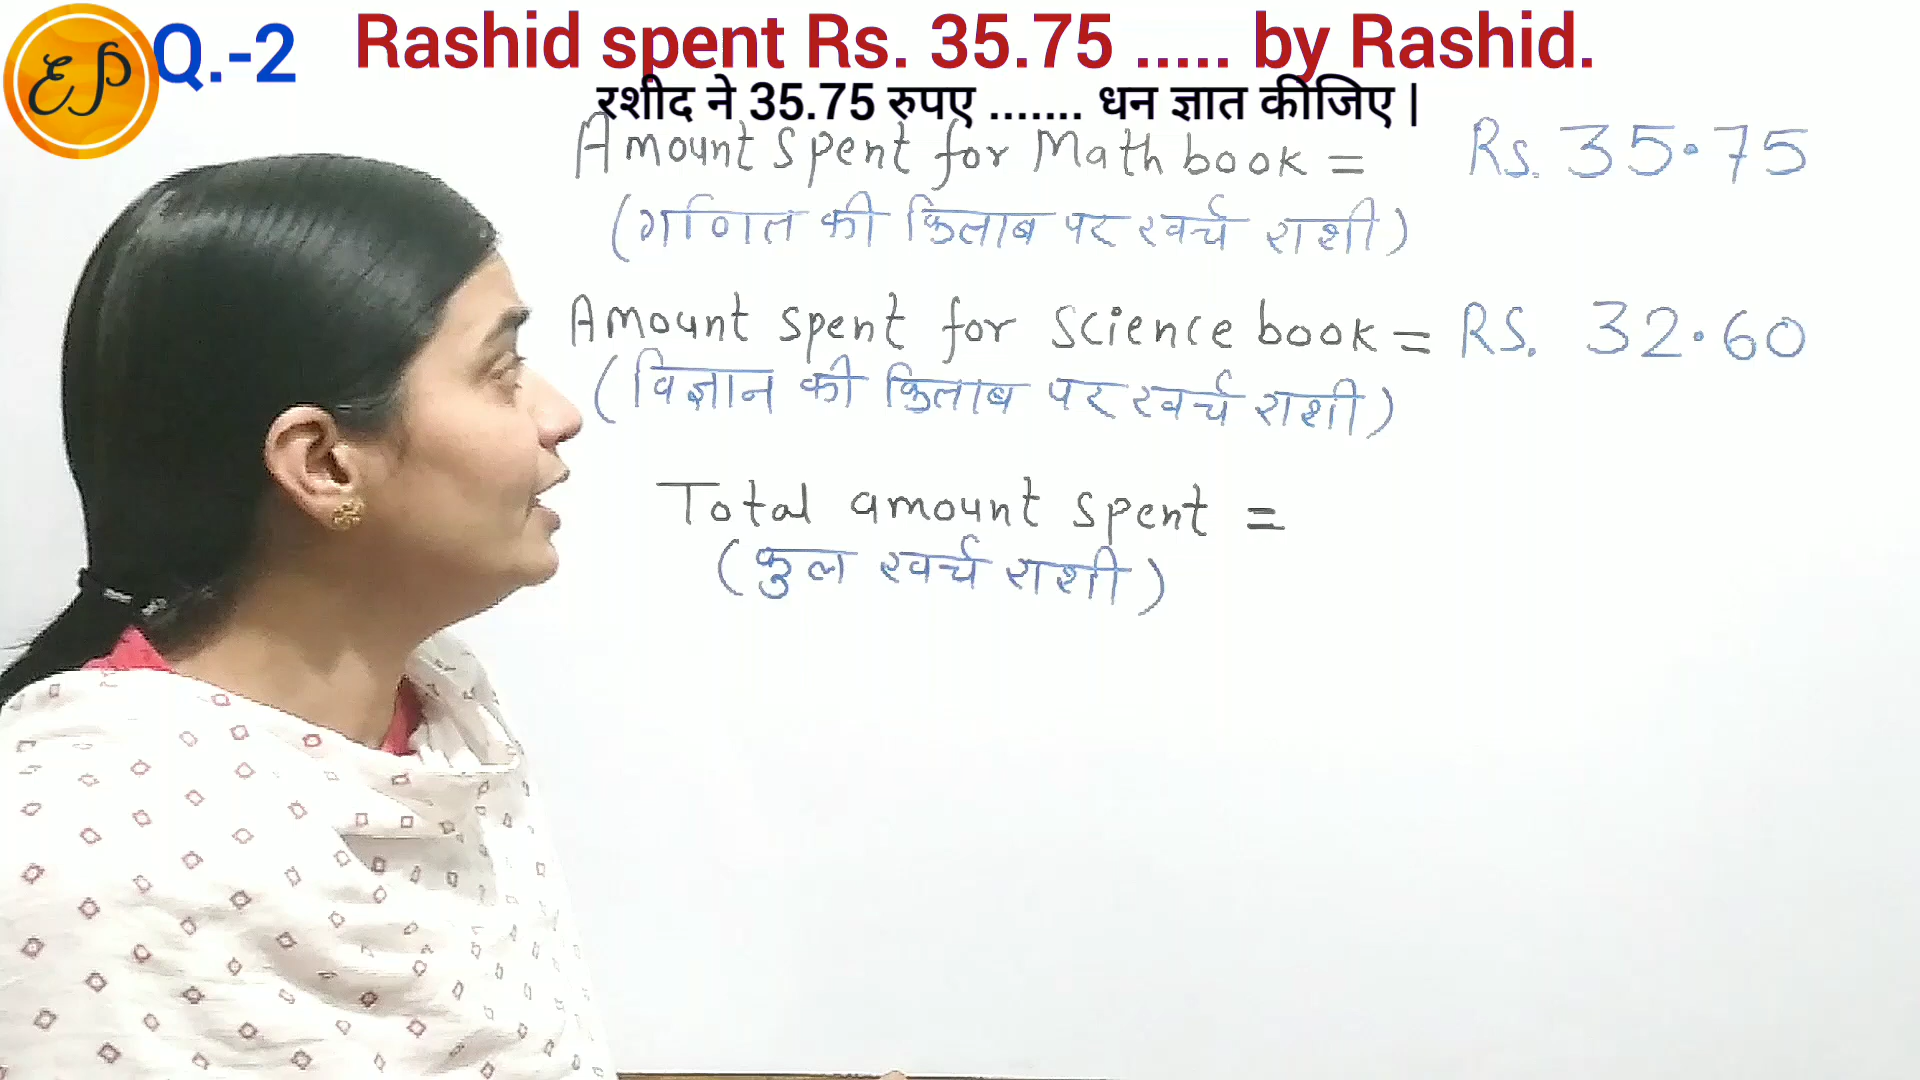 EP
Q.-2 Rashid spent Rs. 35.75 ..... by Rashid.
रशीद ने 35.75 रुपए ....... धन ज्ञात कीजिए |
Amount Spent for Math book = Rs. 35.75
(गणित की किताब पर खर्च राशी)
Amount spent for science book = RS. 32.60
(विज्ञान की किताब पर खर्च राशी)
Total amount spent =
(कुल खर्च राशी)